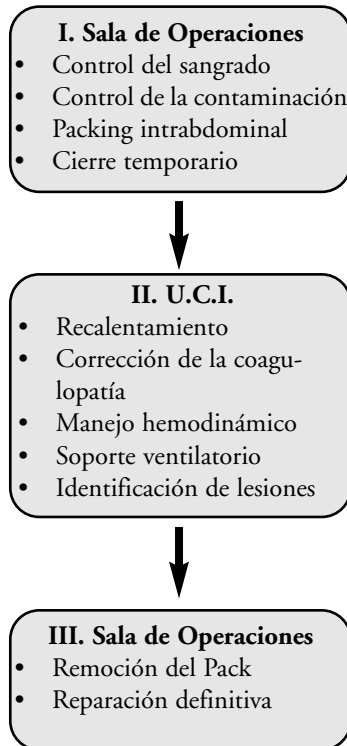 I. Sala de Operaciones
• Control del sangrado
• Control de la contaminación
• Packing intrabdominal
• Cierre temporario
II. U.C.I.
• Recalentamiento
• Corrección de la coagu-
lopatía
• Manejo hemodinámico
• Soporte ventilatorio
• Identificación de lesiones
III. Sala de Operaciones
• Remoción del Pack
• Reparación definitiva